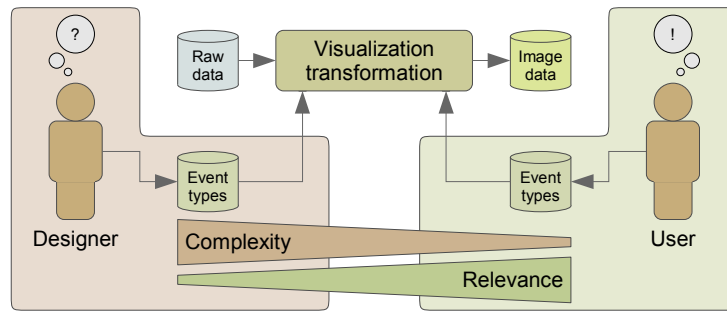 ?
!
Raw
data
Visualization
transformation
Image
data
Event
types
Event
types
Designer
User
Complexity
Relevance